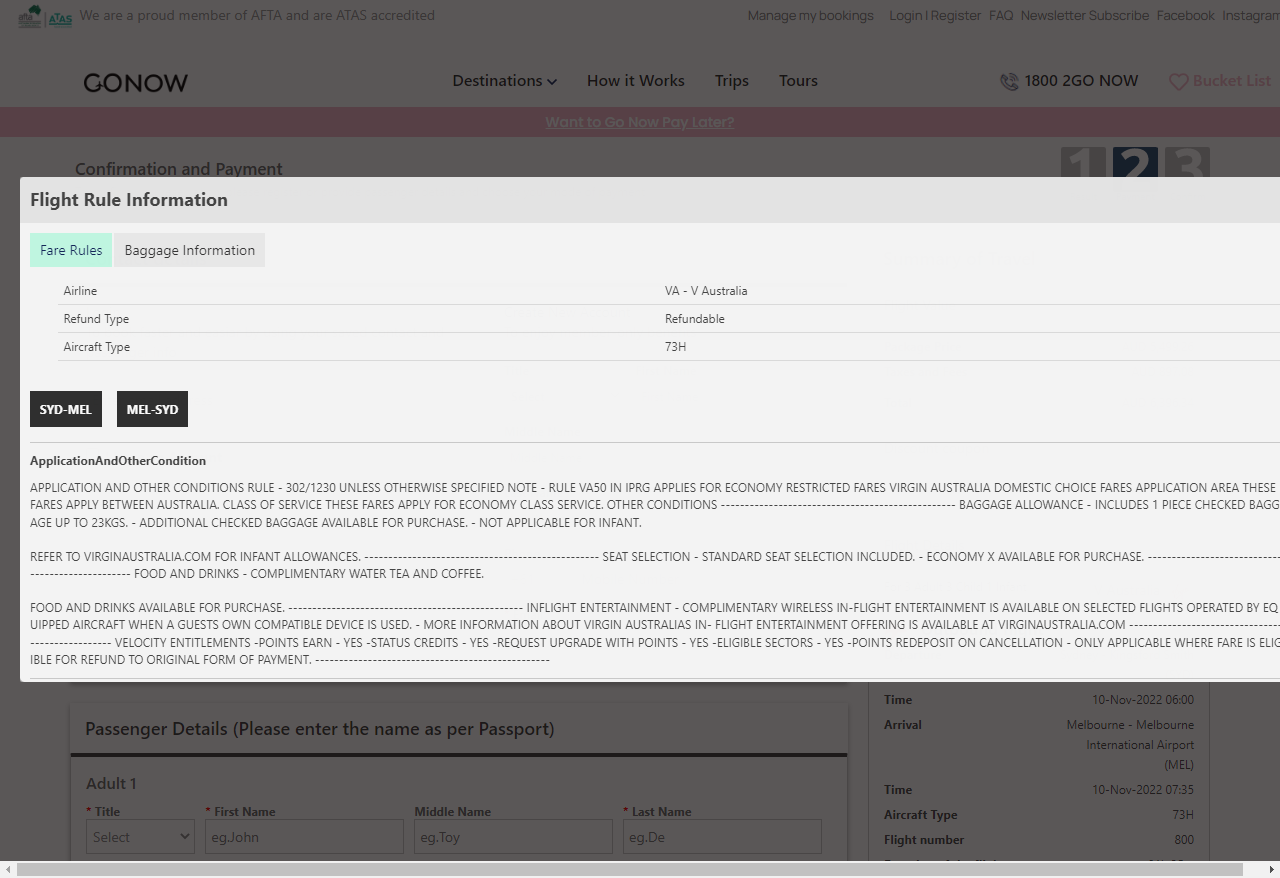 We are a proud member of AFTA and are ATAS accredited
Manage my bookings Login | Register FAQ Newsletter Subscribe Facebook Instagram
GONOW
Destinations How it Works Trips Tours
1800 2GO NOW Bucket List
Want to Go Now Pay Later?
Confirmation and Payment
1 2 3
Flight Rule Information
Fare Rules Baggage Information
Airline VA - V Australia
Refund Type Refundable
Aircraft Type 73H
SYD-MEL MEL-SYD
ApplicationAndOtherCondition
APPLICATION AND OTHER CONDITIONS RULE - 302/1230 UNLESS OTHERWISE SPECIFIED NOTE - RULE VA50 IN IPRG APPLIES FOR ECONOMY RESTRICTED FARES VIRGIN AUSTRALIA DOMESTIC CHOICE FARES APPLICATION AREA THESE
FARES APPLY BETWEEN AUSTRALIA. CLASS OF SERVICE THESE FARES APPLY FOR ECONOMY CLASS SERVICE. OTHER CONDITIONS ------------------------------------------------- BAGGAGE ALLOWANCE - INCLUDES 1 PIECE CHECKED BAGG
AGE UP TO 23KGS. - ADDITIONAL CHECKED BAGGAGE AVAILABLE FOR PURCHASE. - NOT APPLICABLE FOR INFANT.
REFER TO VIRGINAUSTRALIA.COM FOR INFANT ALLOWANCES. ------------------------------------------------- SEAT SELECTION - STANDARD SEAT SELECTION INCLUDED. - ECONOMY X AVAILABLE FOR PURCHASE. ----------------------------
--------------------- FOOD AND DRINKS - COMPLIMENTARY WATER TEA AND COFFEE.
FOOD AND DRINKS AVAILABLE FOR PURCHASE. ------------------------------------------------- INFLIGHT ENTERTAINMENT - COMPLIMENTARY WIRELESS IN-FLIGHT ENTERTAINMENT IS AVAILABLE ON SELECTED FLIGHTS OPERATED BY EQ
UIPPED AIRCRAFT WHEN A GUESTS OWN COMPATIBLE DEVICE IS USED. - MORE INFORMATION ABOUT VIRGIN AUSTRALIAS IN- FLIGHT ENTERTAINMENT OFFERING IS AVAILABLE AT VIRGINAUSTRALIA.COM --------------------------------
----------------- VELOCITY ENTITLEMENTS -POINTS EARN - YES -STATUS CREDITS - YES -REQUEST UPGRADE WITH POINTS - YES -ELIGIBLE SECTORS - YES -POINTS REDEPOSIT ON CANCELLATION - ONLY APPLICABLE WHERE FARE IS ELIG
IBLE FOR REFUND TO ORIGINAL FORM OF PAYMENT. -------------------------------------------------
Passenger Details (Please enter the name as per Passport)
Adult 1
* Title * First Name Middle Name * Last Name
Select eg.John eg.Toy eg.De
Time 10-Nov-2022 06:00
Arrival Melbourne - Melbourne
International Airport
(MEL)
Time 10-Nov-2022 07:35
Aircraft Type 73H
Flight number 800